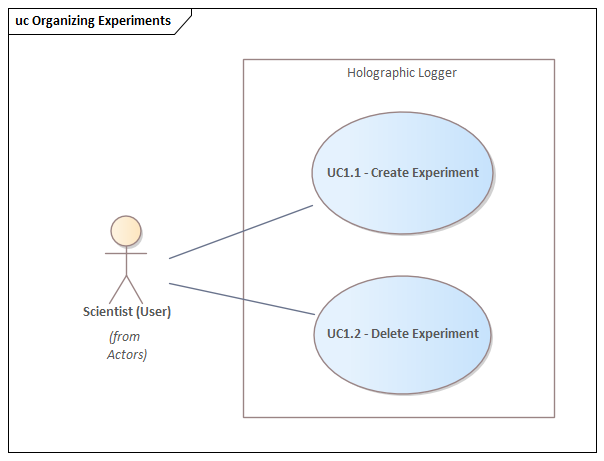 uc Organizing Experiments
Holographic Logger
UC1.1 - Create Experiment
Scientist (User)
(from
Actors)
UC1.2 - Delete Experiment